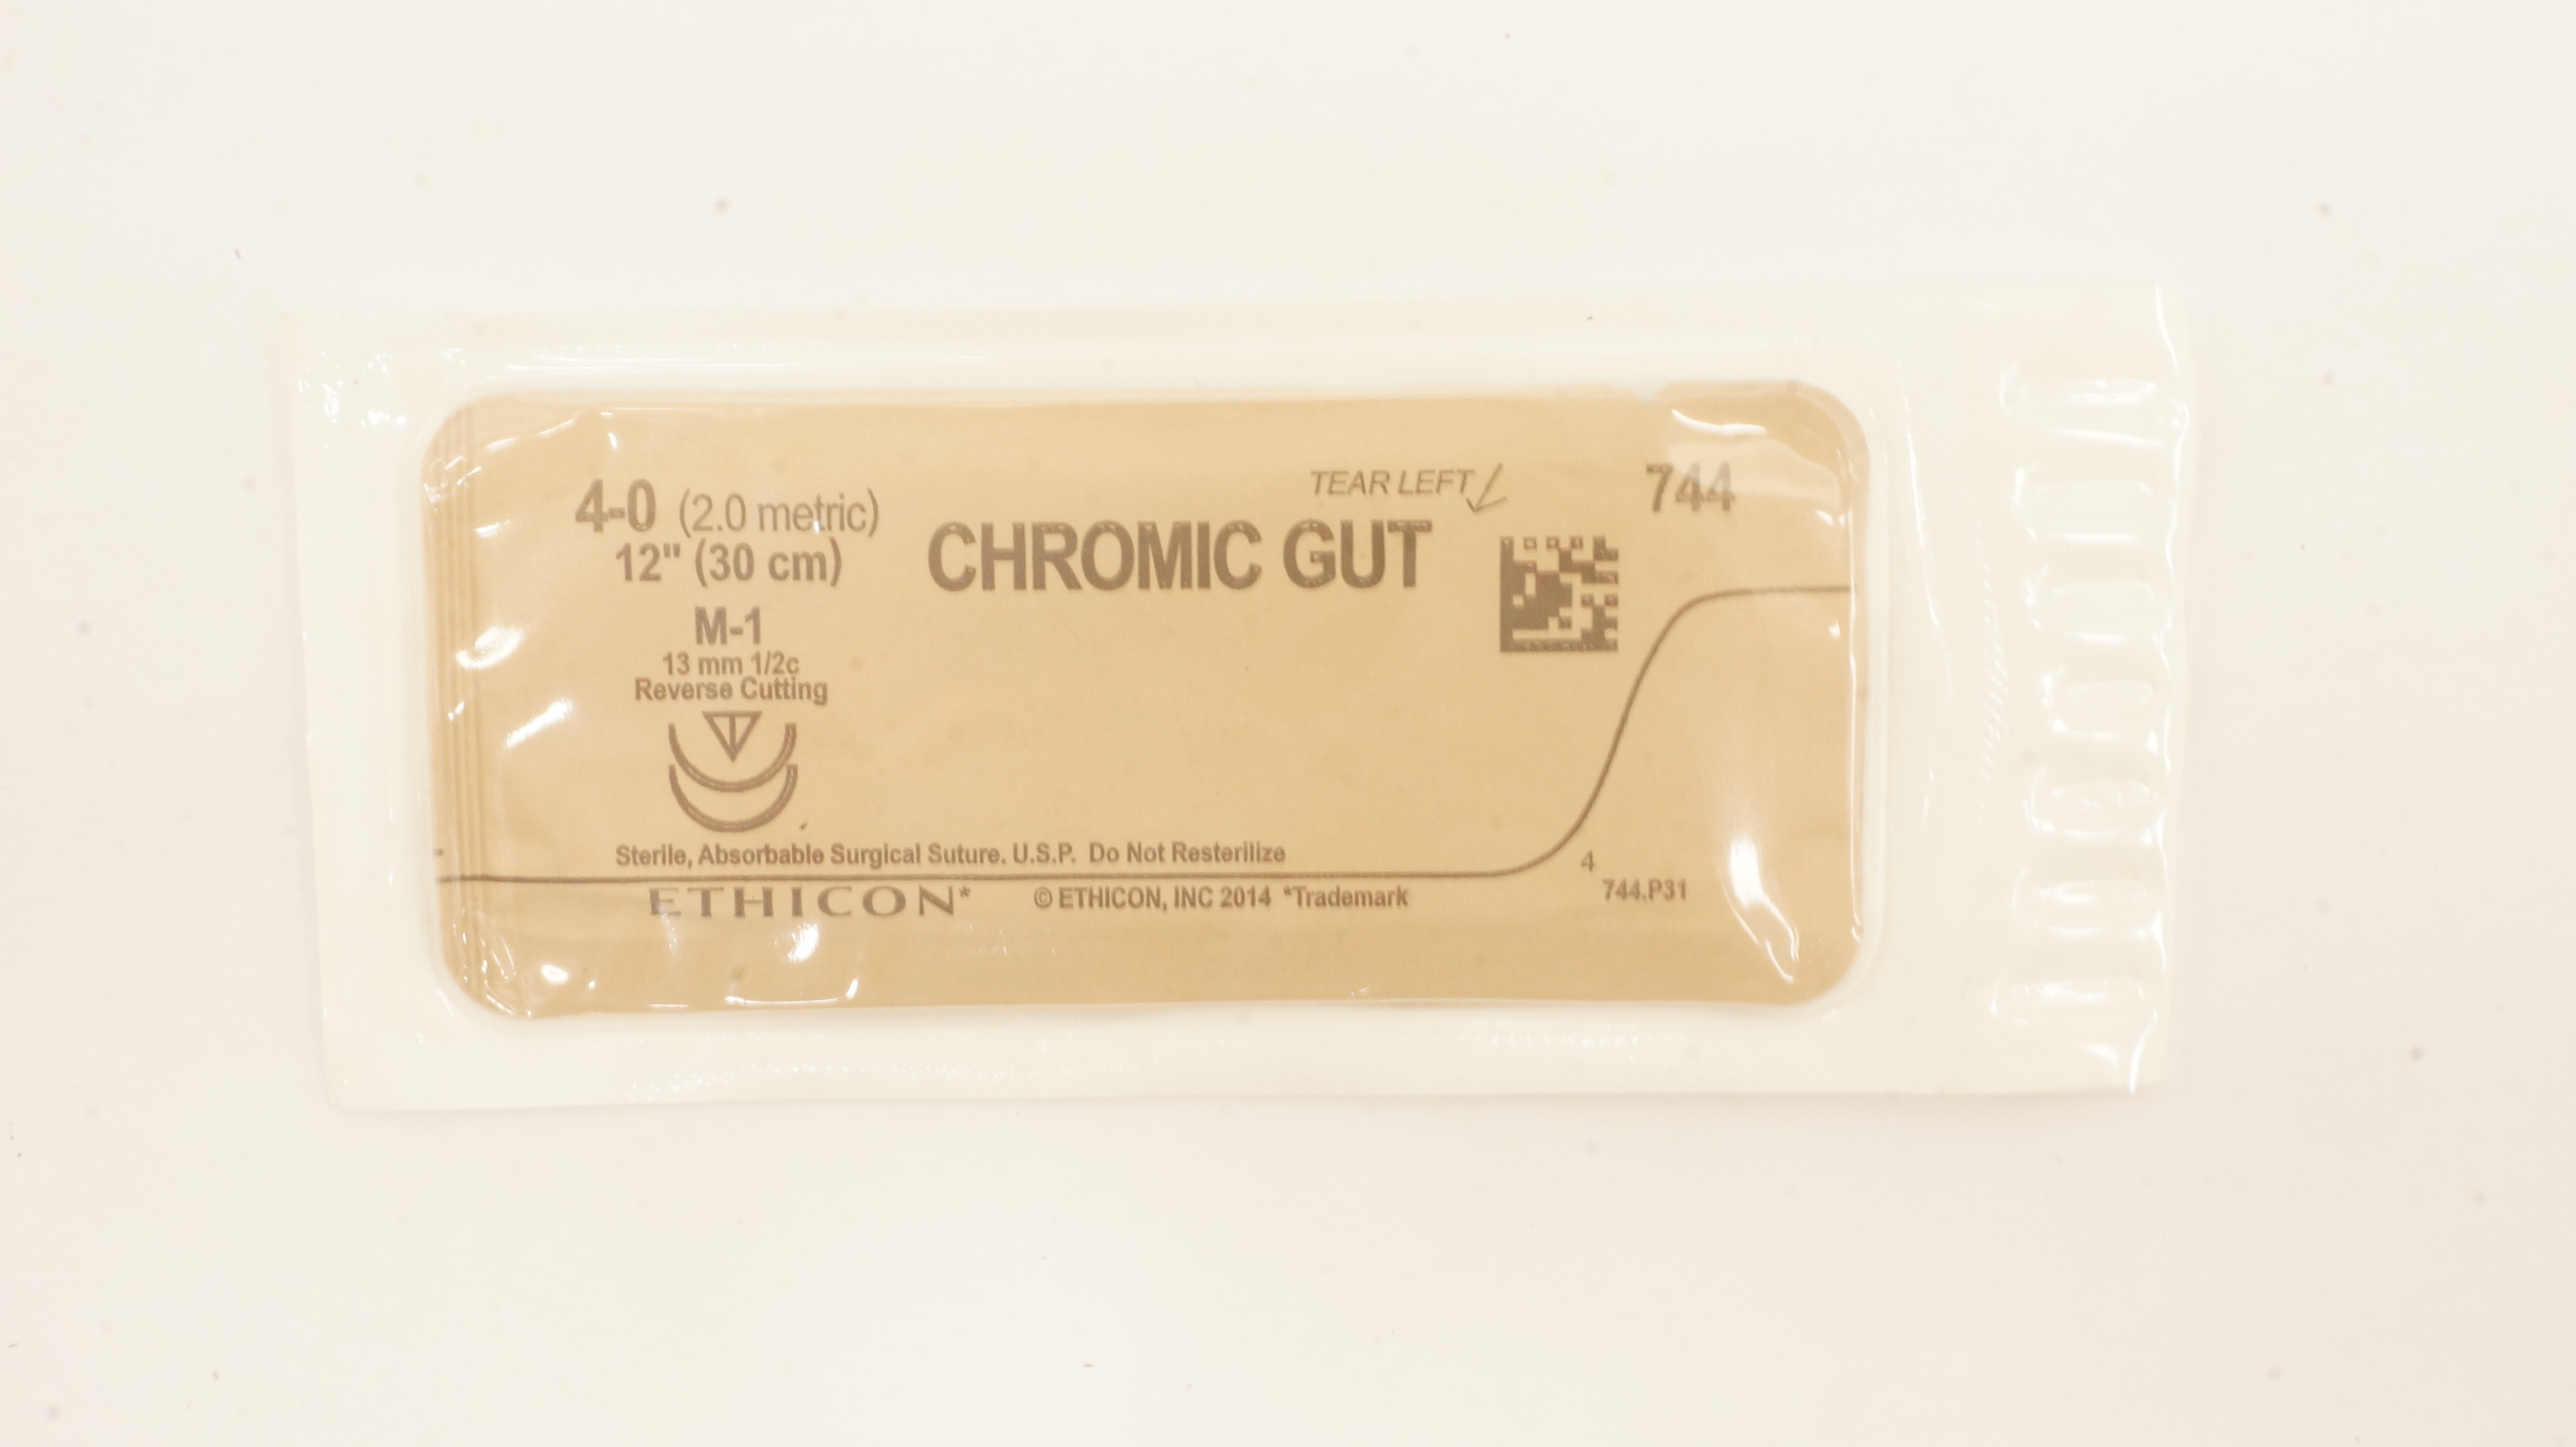 4-0 (2.0 metric)
12" (30 cm)
M-1
13 mm 1/2c
Reverse Cutting
TEAR LEFT
CHROMIC GUT
744
Sterile, Absorbable Surgical Suture. U.S.P. Do Not Resterilize
ETHICON* © ETHICON, INC 2014 *Trademark
4
744.P31